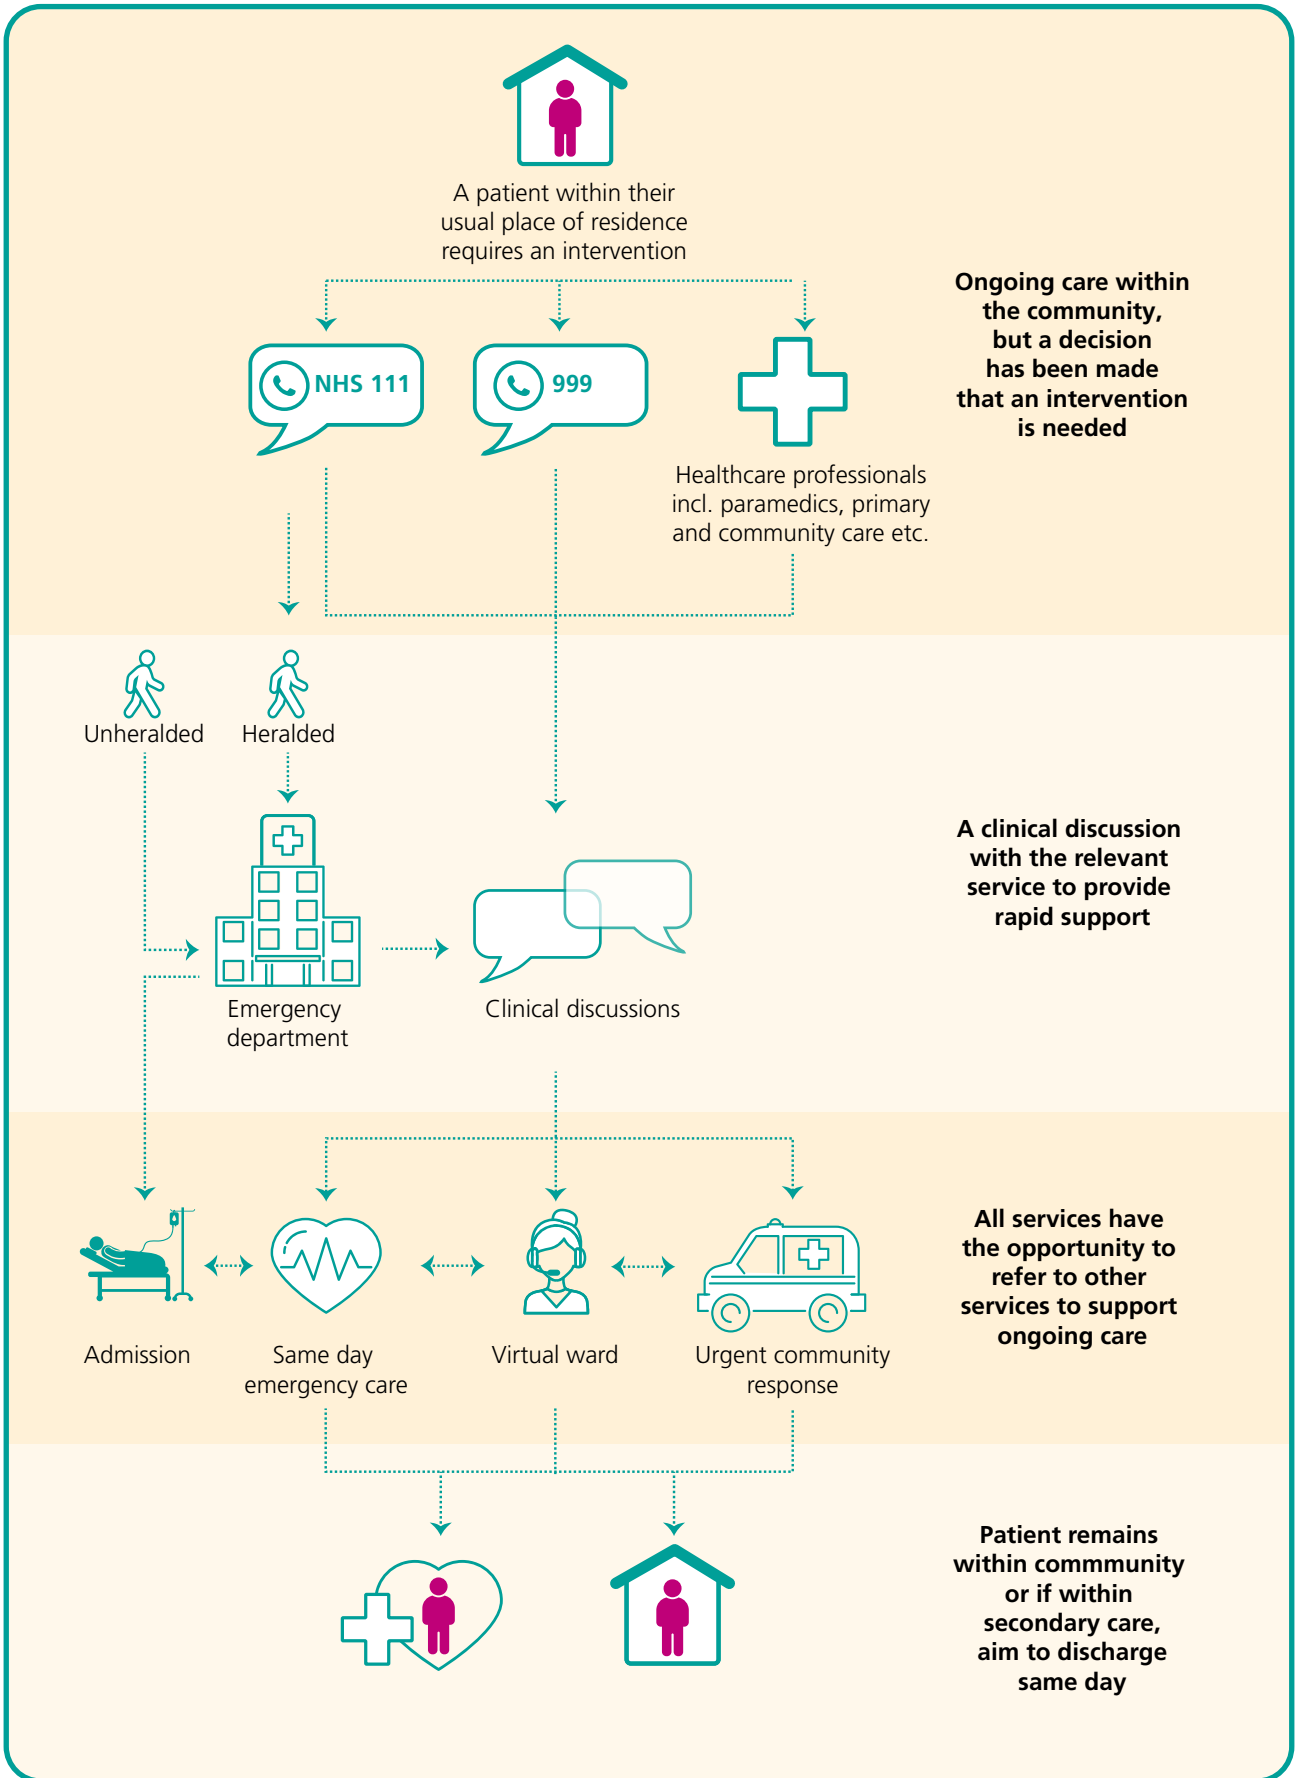 A patient within their
usual place of residence
requires an intervention
Ongoing care within
the community,
but a decision
has been made
that an intervention
is needed
NHS 111
999
Healthcare professionals
incl. paramedics, primary
and community care etc.
Unheralded
Heralded
A clinical discussion
with the relevant
service to provide
rapid support
Emergency
department
Clinical discussions
All services have
the opportunity to
refer to other
services to support
ongoing care
Admission
Same day
emergency care
Virtual ward
Urgent community
response
Patient remains
within commmunity
or if within
secondary care,
aim to discharge
same day